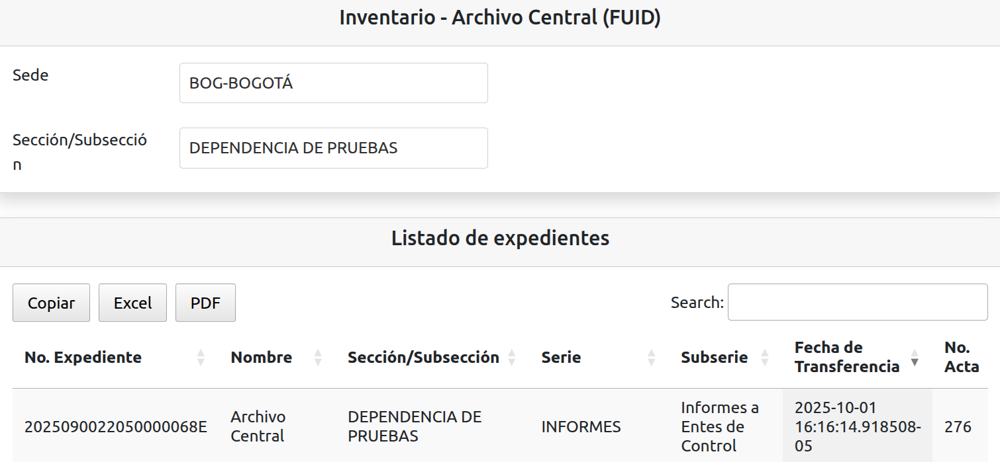 Inventario - Archivo Central (FUID)
Sede
BOG-BOGOTÁ
Sección/Subsecció
n
DEPENDENCIA DE PRUEBAS
Listado de expedientes
Copiar Excel PDF
Search:
No. Expediente Nombre Sección/Subsección Serie Subserie Fecha de Transferencia No. Acta
2025090022050000068E
Archivo
Central
DEPENDENCIA DE
PRUEBAS
INFORMES
Informes a
Entes de
Control
2025-10-01
16:16:14.918508-
05
276